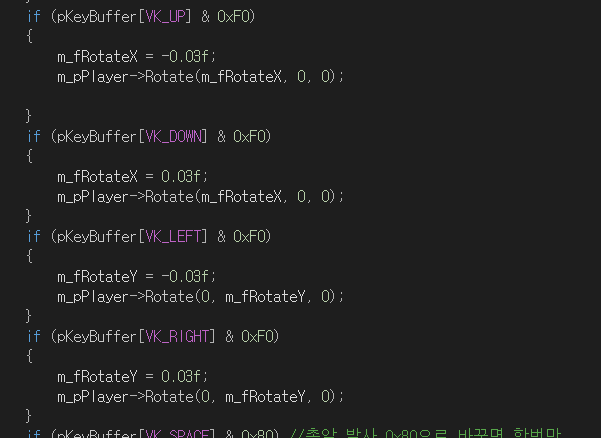 if (pKeyBuffer[VK_UP] & 0xF0)
{
m_fRotateX = -0.03f;
m_pPlayer->Rotate(m_fRotateX, 0, 0);
}
if (pKeyBuffer[VK_DOWN] & 0xF0)
{
m_fRotateX = 0.03f;
m_pPlayer->Rotate(m_fRotateX, 0, 0);
}
if (pKeyBuffer[VK_LEFT] & 0xF0)
{
m_fRotateY = -0.03f;
m_pPlayer->Rotate(0, m_fRotateY, 0);
}
if (pKeyBuffer[VK_RIGHT] & 0xF0)
{
m_fRotateY = 0.03f;
m_pPlayer->Rotate(0, m_fRotateY, 0);
}
if (pKeyBuffer[VK_SPACE] & 0x80) //총알 발사 0x80으로 바꾸면 한번만